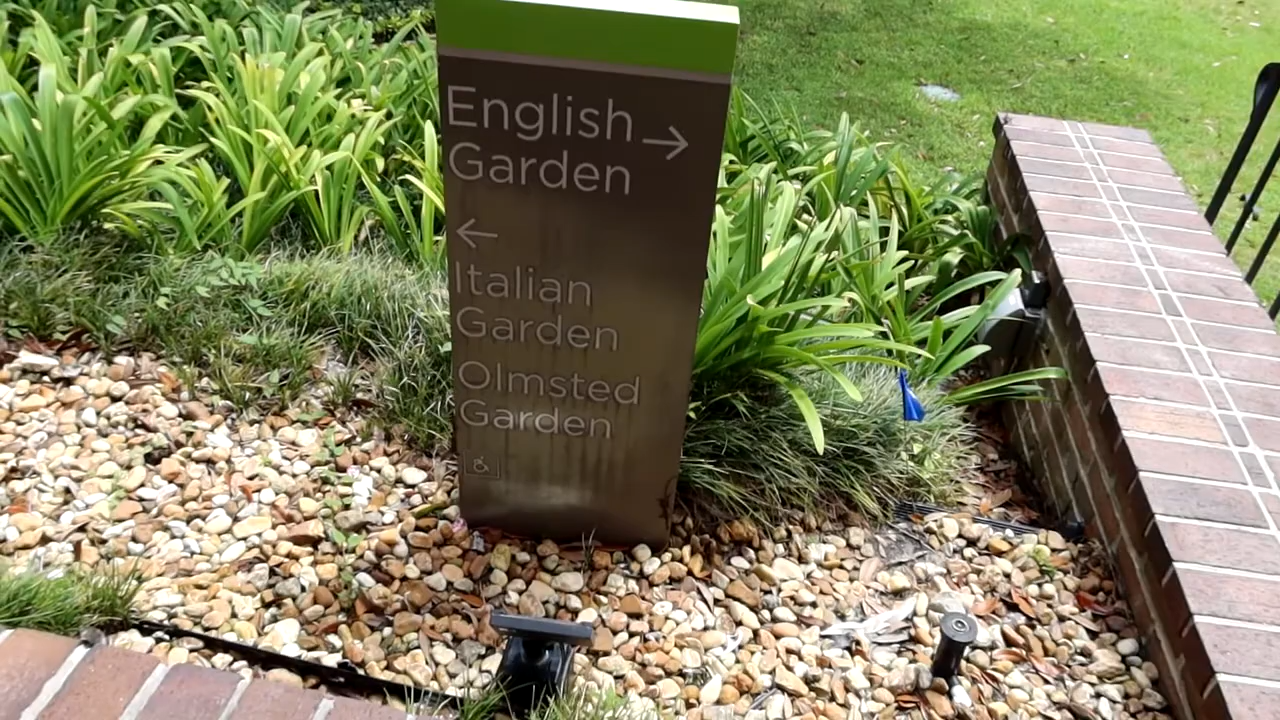 English →
Garden
←
Italian
Garden
Olmsted
Garden